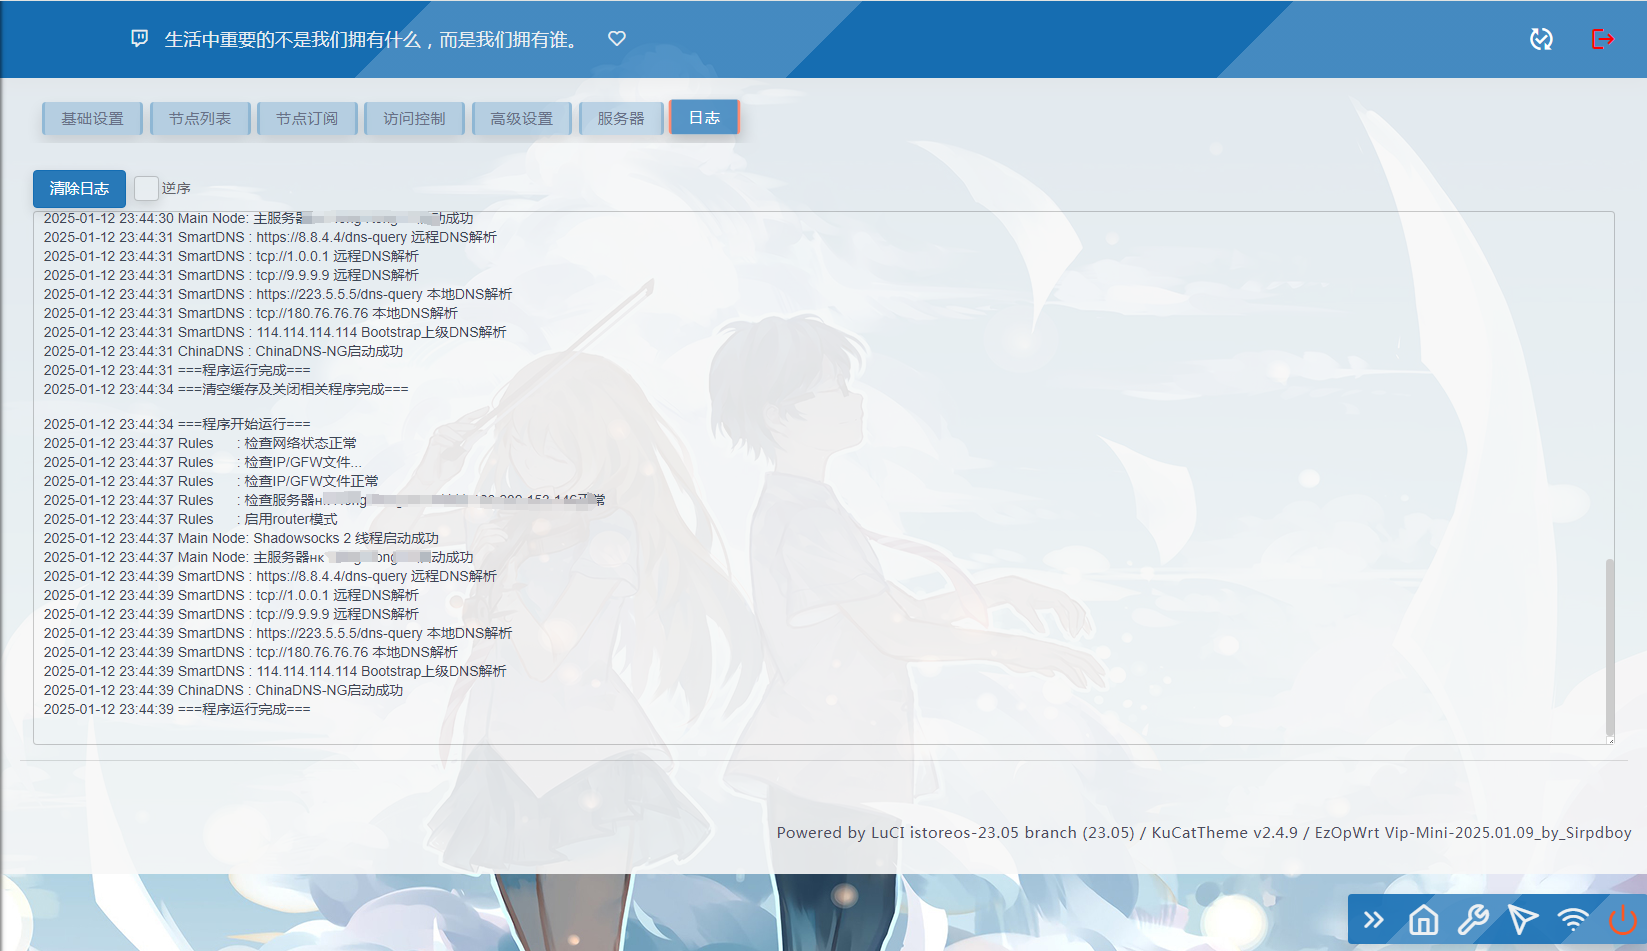 生活中重要的不是我们拥有什么，而是我们拥有谁。
基础设置 节点列表 节点订阅 访问控制 高级设置 服务器 日志
清除日志 逆序
2025-01-12 23:44:30 Main Node: 主服务器 动成功
2025-01-12 23:44:31 SmartDNS : https://8.8.4.4/dns-query 远程DNS解析
2025-01-12 23:44:31 SmartDNS : tcp://1.0.0.1 远程DNS解析
2025-01-12 23:44:31 SmartDNS : tcp://9.9.9.9 远程DNS解析
2025-01-12 23:44:31 SmartDNS : https://223.5.5.5/dns-query 本地DNS解析
2025-01-12 23:44:31 SmartDNS : tcp://180.76.76.76 本地DNS解析
2025-01-12 23:44:31 SmartDNS : 114.114.114.114 Bootstrap上级DNS解析
2025-01-12 23:44:31 ChinaDNS : ChinaDNS-NG启动成功
2025-01-12 23:44:31 ===程序运行完成===
2025-01-12 23:44:34 ===清空缓存及关闭相关程序完成===
2025-01-12 23:44:34 ===程序开始运行===
2025-01-12 23:44:37 Rules : 检查网络状态正常
2025-01-12 23:44:37 Rules : 检查IP/GFW文件...
2025-01-12 23:44:37 Rules : 检查IP/GFW文件正常
2025-01-12 23:44:37 Rules : 检查服务器 正常
2025-01-12 23:44:37 Rules : 启用router模式
2025-01-12 23:44:37 Main Node: Shadowsocks 2 线程启动成功
2025-01-12 23:44:37 Main Node: 主服务器ʜᴋ 动成功
2025-01-12 23:44:39 SmartDNS : https://8.8.4.4/dns-query 远程DNS解析
2025-01-12 23:44:39 SmartDNS : tcp://1.0.0.1 远程DNS解析
2025-01-12 23:44:39 SmartDNS : tcp://9.9.9.9 远程DNS解析
2025-01-12 23:44:39 SmartDNS : https://223.5.5.5/dns-query 本地DNS解析
2025-01-12 23:44:39 SmartDNS : tcp://180.76.76.76 本地DNS解析
2025-01-12 23:44:39 SmartDNS : 114.114.114.114 Bootstrap上级DNS解析
2025-01-12 23:44:39 ChinaDNS : ChinaDNS-NG启动成功
2025-01-12 23:44:39 ===程序运行完成===
Powered by LuCI istoreos-23.05 branch (23.05) / KuCatTheme v2.4.9 / EzOpWrt Vip-Mini-2025.01.09_by_Sirpdboy